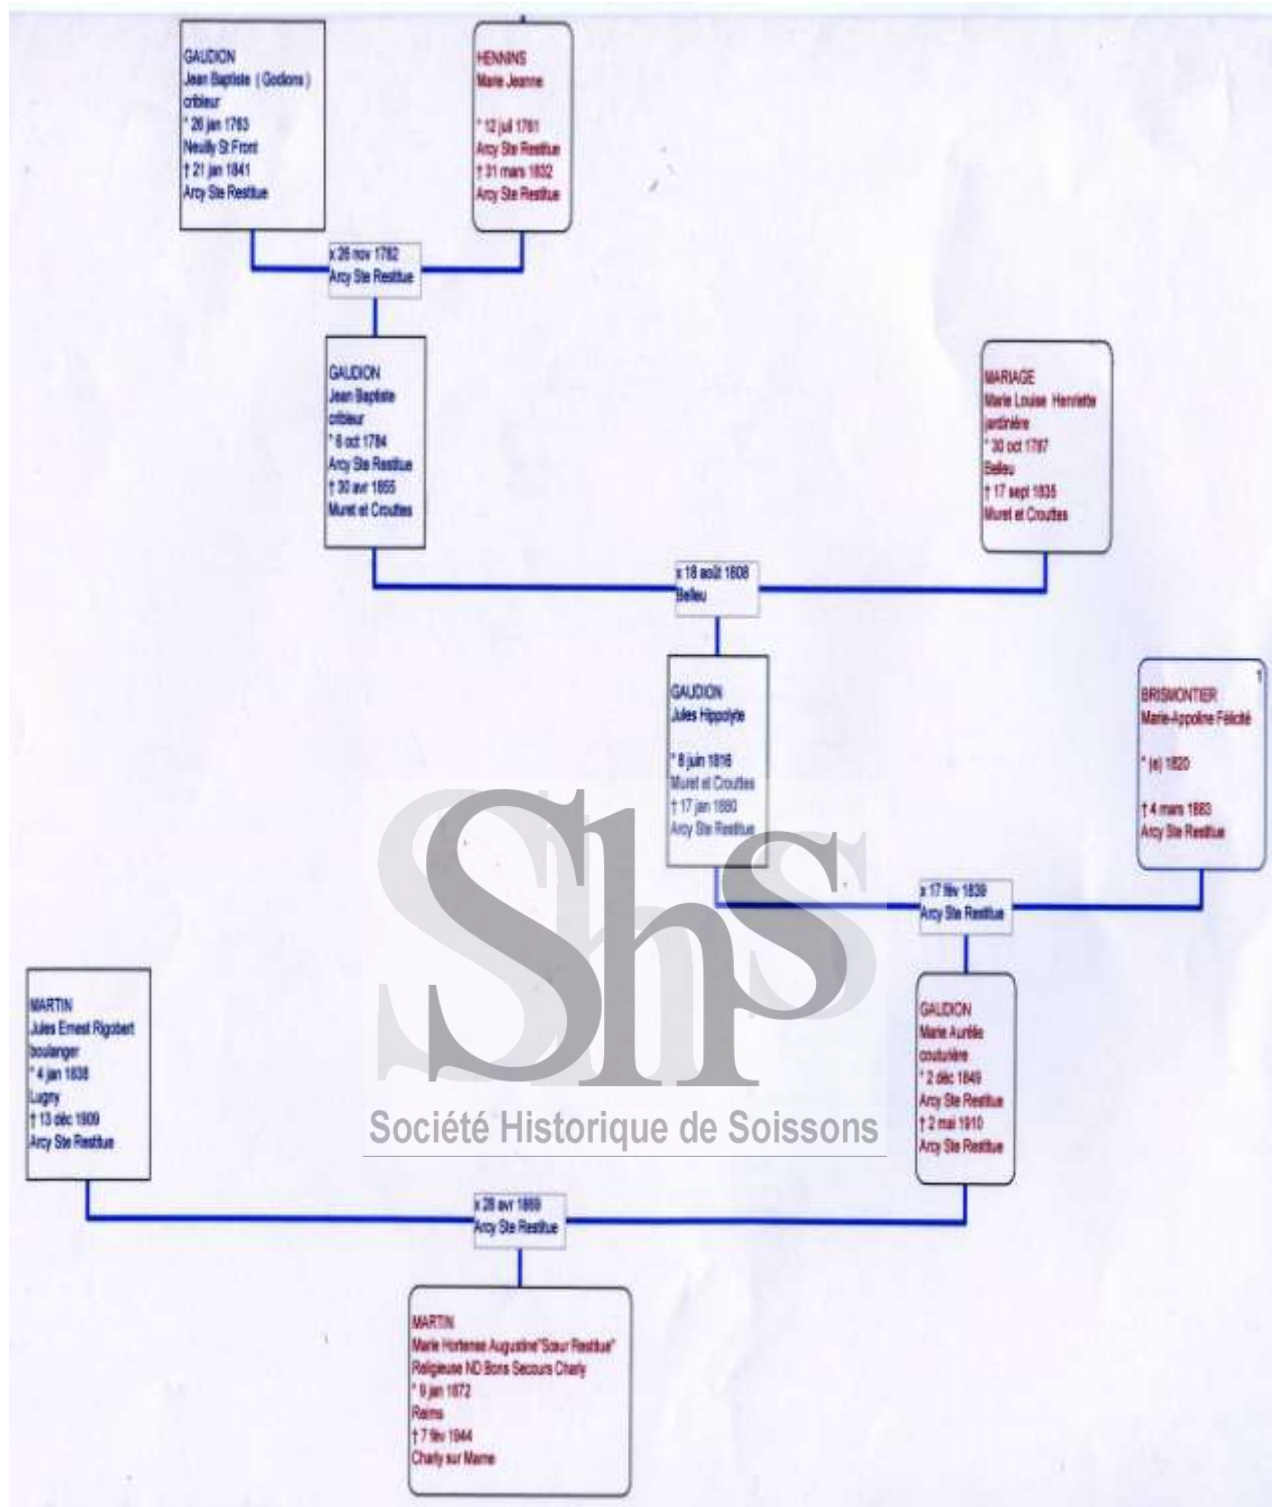 GAUDION
Jean Baptiste ( Godions )
cribleur
° 26 jan 1763
Neuilly St Front
† 21 jan 1841
Arcy Ste Restitue
HENNINS
Marie Jeanne
° 12 juil 1761
Arcy Ste Restitue
† 31 mars 1832
Arcy Ste Restitue
x 26 nov 1782
Arcy Ste Restitue
GAUDION
Jean Baptiste
cribleur
° 6 oct 1784
Arcy Ste Restitue
† 30 avr 1855
Muret et Crouttes
MARIAGE
Marie Louise Henriette
jardinière
° 30 oct 1787
Belleu
† 17 sept 1835
Muret et Crouttes
x 18 août 1808
Belleu
GAUDION
Jules Hippolyte
° 8 juin 1816
Muret et Crouttes
† 17 jan 1880
Arcy Ste Restitue
1
BRISMONTIER
Marie-Appoline Félicité
° (e) 1820
† 4 mars 1883
Arcy Ste Restitue
x 17 fév 1839
Arcy Ste Restitue
MARTIN
Jules Ernest Rigobert
boulanger
° 4 jan 1838
Lugny
† 13 déc 1909
Arcy Ste Restitue
GAUDION
Marie Aurélie
couturière
° 2 déc 1849
Arcy Ste Restitue
† 2 mai 1910
Arcy Ste Restitue
Shs
Société Historique de Soissons
x 28 avr 1869
Arcy Ste Restitue
MARTIN
Marie Hortense Augustine"Sœur Restitue"
Religieuse ND Bons Secours Charly
° 9 jan 1872
Reims
† 7 fév 1944
Charly sur Marne